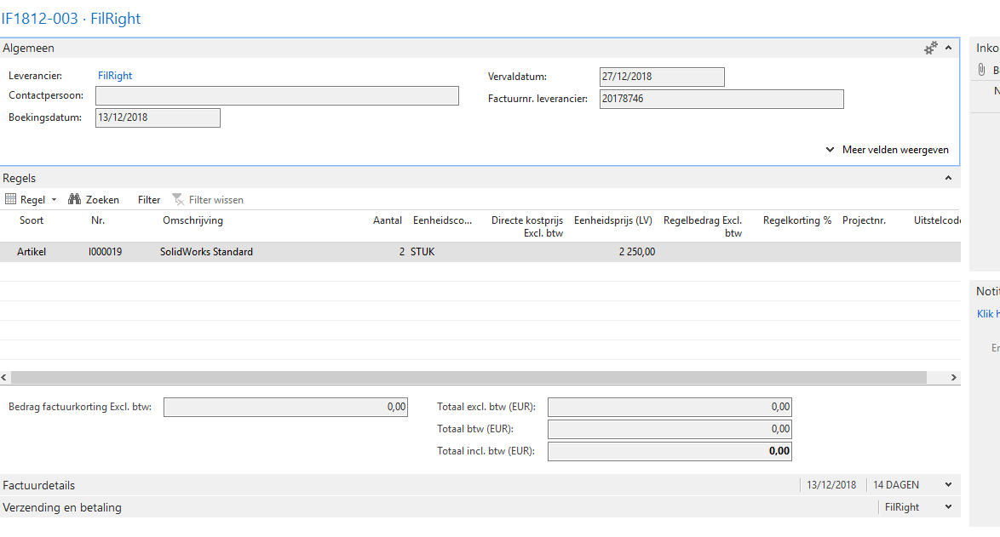 IF1812-003 · FilRight
Algemeen
Leverancier: FilRight
Contactpersoon:
Boekingsdatum: 13/12/2018
Vervaldatum: 27/12/2018
Factuurnr. leverancier: 20178746
Meer velden weergeven
Regels
Regel Zoeken Filter Filter wissen
Soort Nr. Omschrijving Aantal Eenheidsco... Directe kostprijs Excl. btw Eenheidsprijs (LV) Regelbedrag Excl. btw Regelkorting % Projectnr. Uitstelcode
Artikel I000019 SolidWorks Standard 2 STUK 2 250,00
Bedrag factuurkorting Excl. btw: 0,00
Totaal excl. btw (EUR): 0,00
Totaal btw (EUR): 0,00
Totaal incl. btw (EUR): 0,00
Factuurdetails 13/12/2018 14 DAGEN
Verzending en betaling FilRight
Inko
B
N
Noti
Klik h
Er